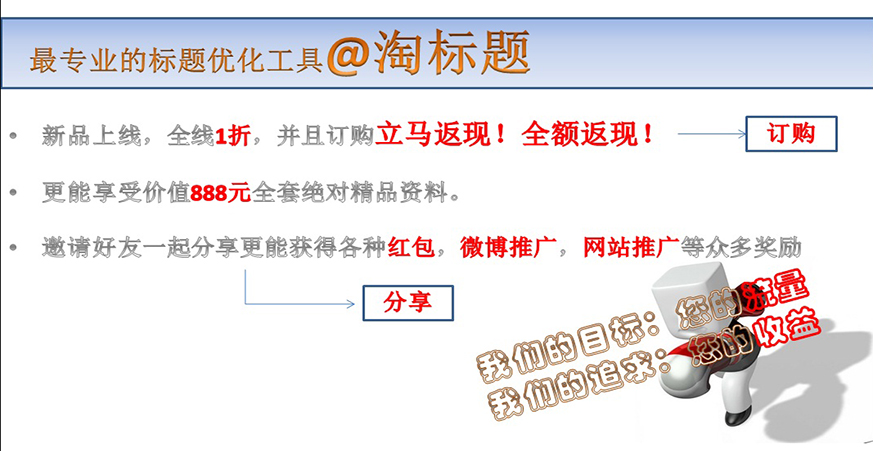 最专业的标题优化工具@淘标题
• 新品上线，全线1折，并且订购立马返现！全额返现！
订购
• 更能享受价值888元全套绝对精品资料。
• 邀请好友一起分享更能获得各种红包，微博推广，网站推广等众多奖励
分享
我们的目标：您的流量
我们的追求：您的收益